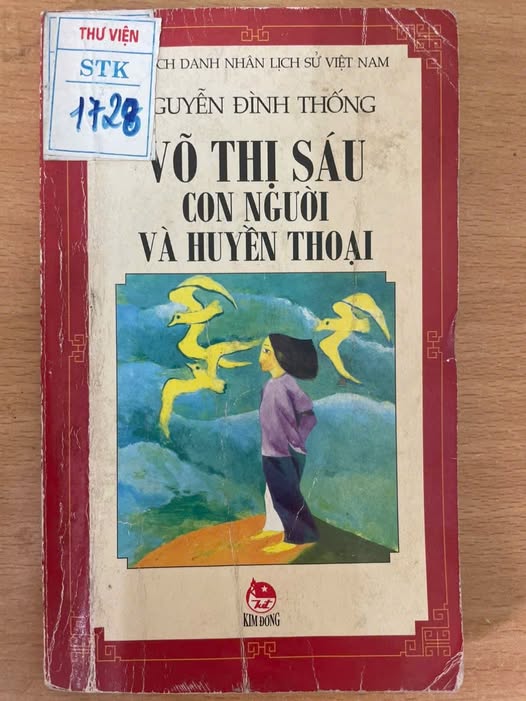 THƯ VIỆN
STK
1728
CH DANH NHÂN LỊCH SỬ VIỆT NAM
GUYỄN ĐÌNH THỐNG
VÕ THỊ SÁU
CON NGƯỜI
VÀ HUYỀN THOẠI
KIM ĐỒNG